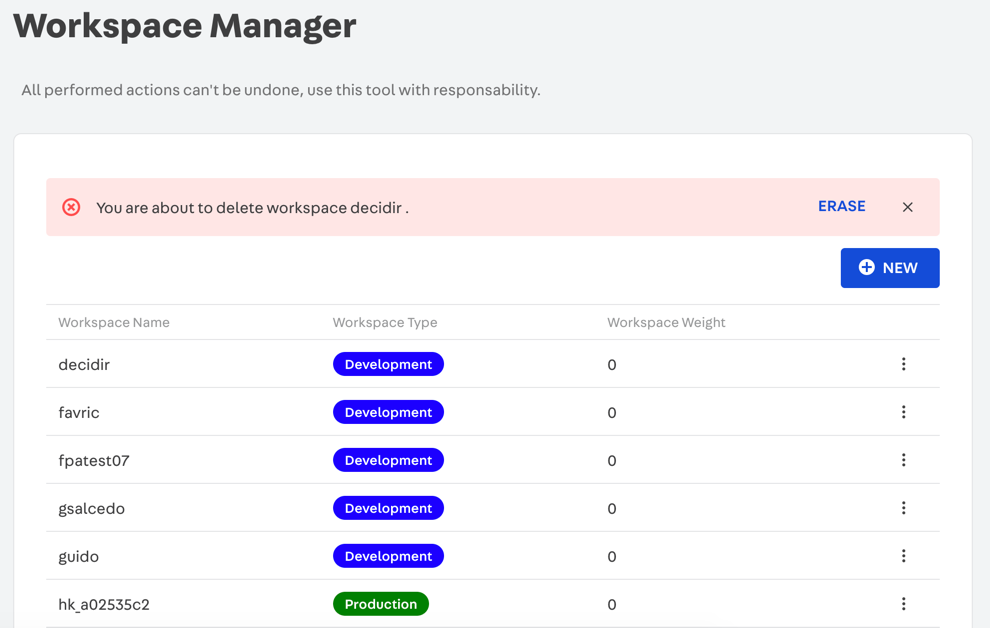 Workspace Manager
All performed actions can't be undone, use this tool with responsability.
You are about to delete workspace decidir . ERASE
NEW
Workspace Name Workspace Type Workspace Weight
decidir Development 0
favric Development 0
fpatest07 Development 0
gsalcedo Development 0
guido Development 0
hk_a02535c2 Production 0